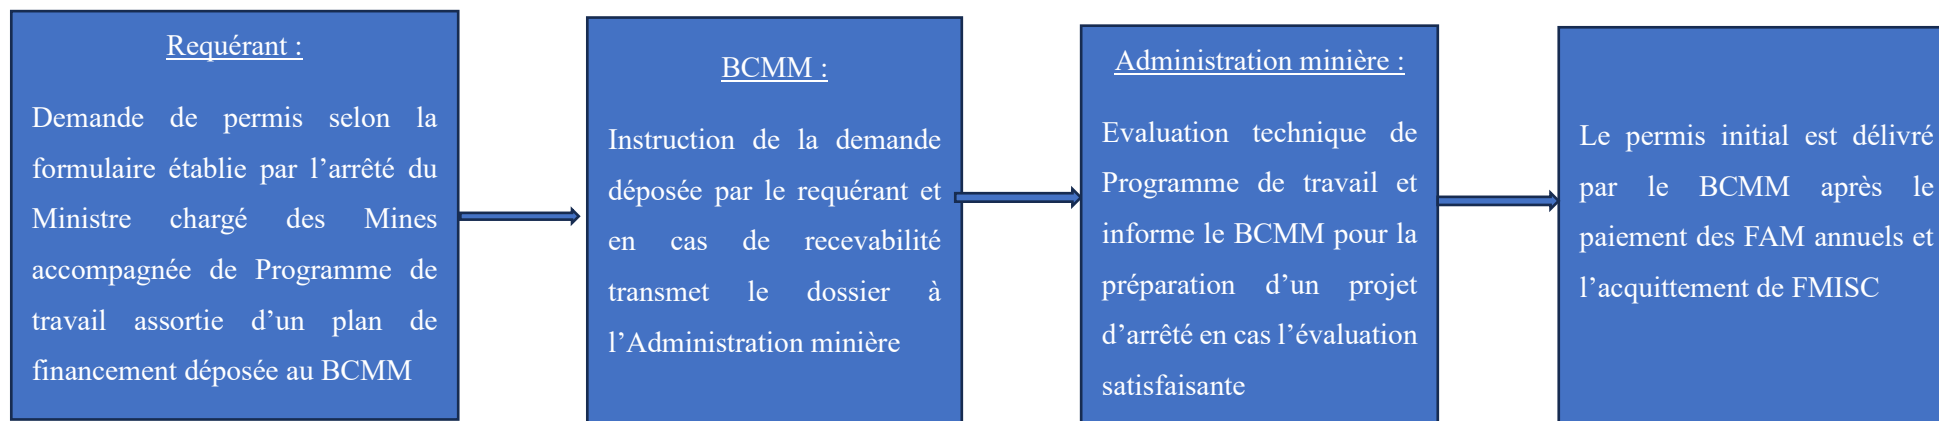 Requérant :
Demande de permis selon la
formulaire établie par l’arrêté du
Ministre chargé des Mines
accompagnée de Programme de
travail assortie d’un plan de
financement déposée au BCMM
BCMM :
Instruction de la demande
déposée par le requérant et
en cas de recevabilité
transmet le dossier à
l’Administration minière
Administration minière :
Evaluation technique de
Programme de travail et
informe le BCMM pour la
préparation d’un projet
d’arrêté en cas l’évaluation
satisfaisante
Le permis initial est délivré
par le BCMM après le
paiement des FAM annuels et
l’acquittement de FMISC